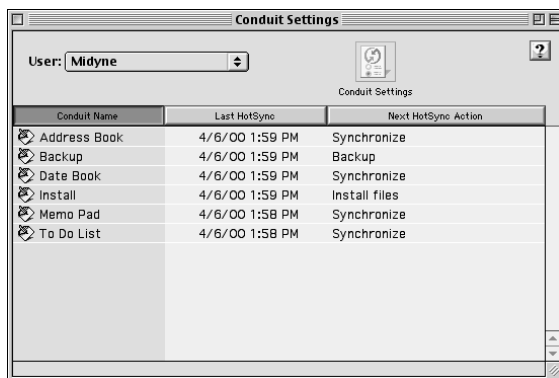 Conduit Settings
User: Midyne
?
Conduit Settings
Conduit Name Last HotSync Next HotSync Action
Address Book 4/6/00 1:59 PM Synchronize
Backup 4/6/00 1:59 PM Backup
Date Book 4/6/00 1:59 PM Synchronize
Install 4/6/00 1:59 PM Install files
Memo Pad 4/6/00 1:58 PM Synchronize
To Do List 4/6/00 1:58 PM Synchronize